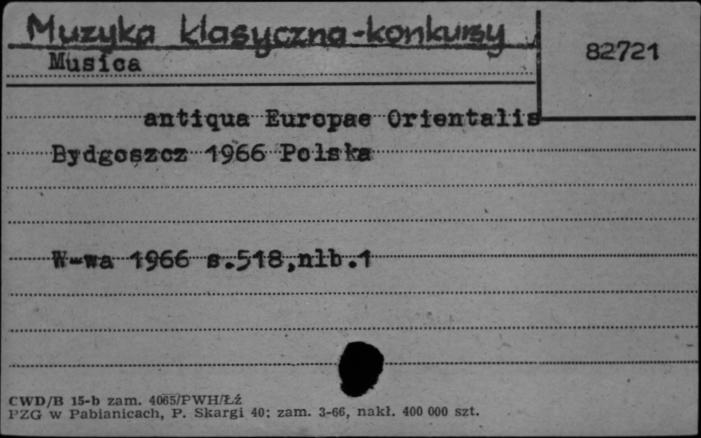 Muzyka klasyczna-konkursy
82721
Musica
antiqua Europae Orientalis
Bydgoszcz 1966 Polska
W-wa 1966 s.518,nlb.1
CWD/B 15-b zam. 4065/PWH/Łź
PZG w Pabianicach, P. Skargi 40; zam. 3-66, nakł. 400 000 szt.